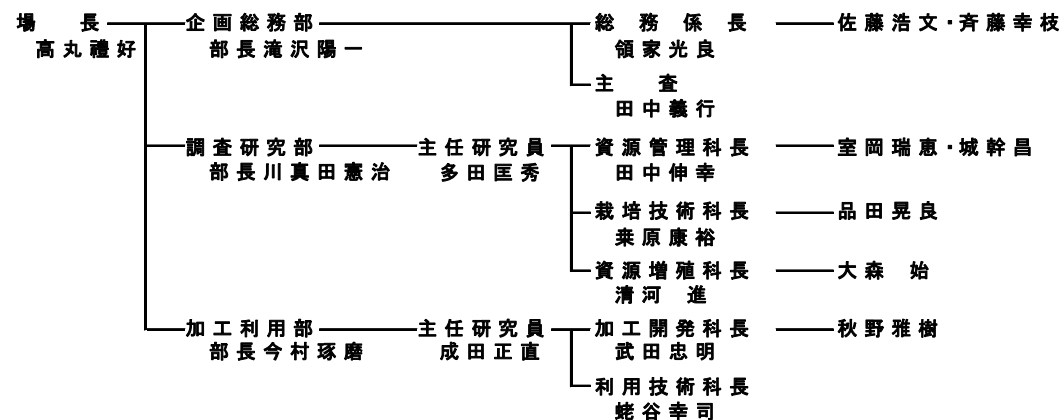 場長 企画総務部 総務係長 佐藤浩文・斉藤幸枝
高丸禮好 部長滝沢陽一 領家光良
主査
田中義行
調査研究部 主任研究員 資源管理科長 室岡瑞恵・城幹昌
部長川真田憲治 多田匡秀 田中伸幸
栽培技術科長 品田晃良
桒原康裕
資源増殖科長 大森始
清河進
加工利用部 主任研究員 加工開発科長 秋野雅樹
部長今村琢磨 成田正直 武田忠明
利用技術科長
蛯谷幸司